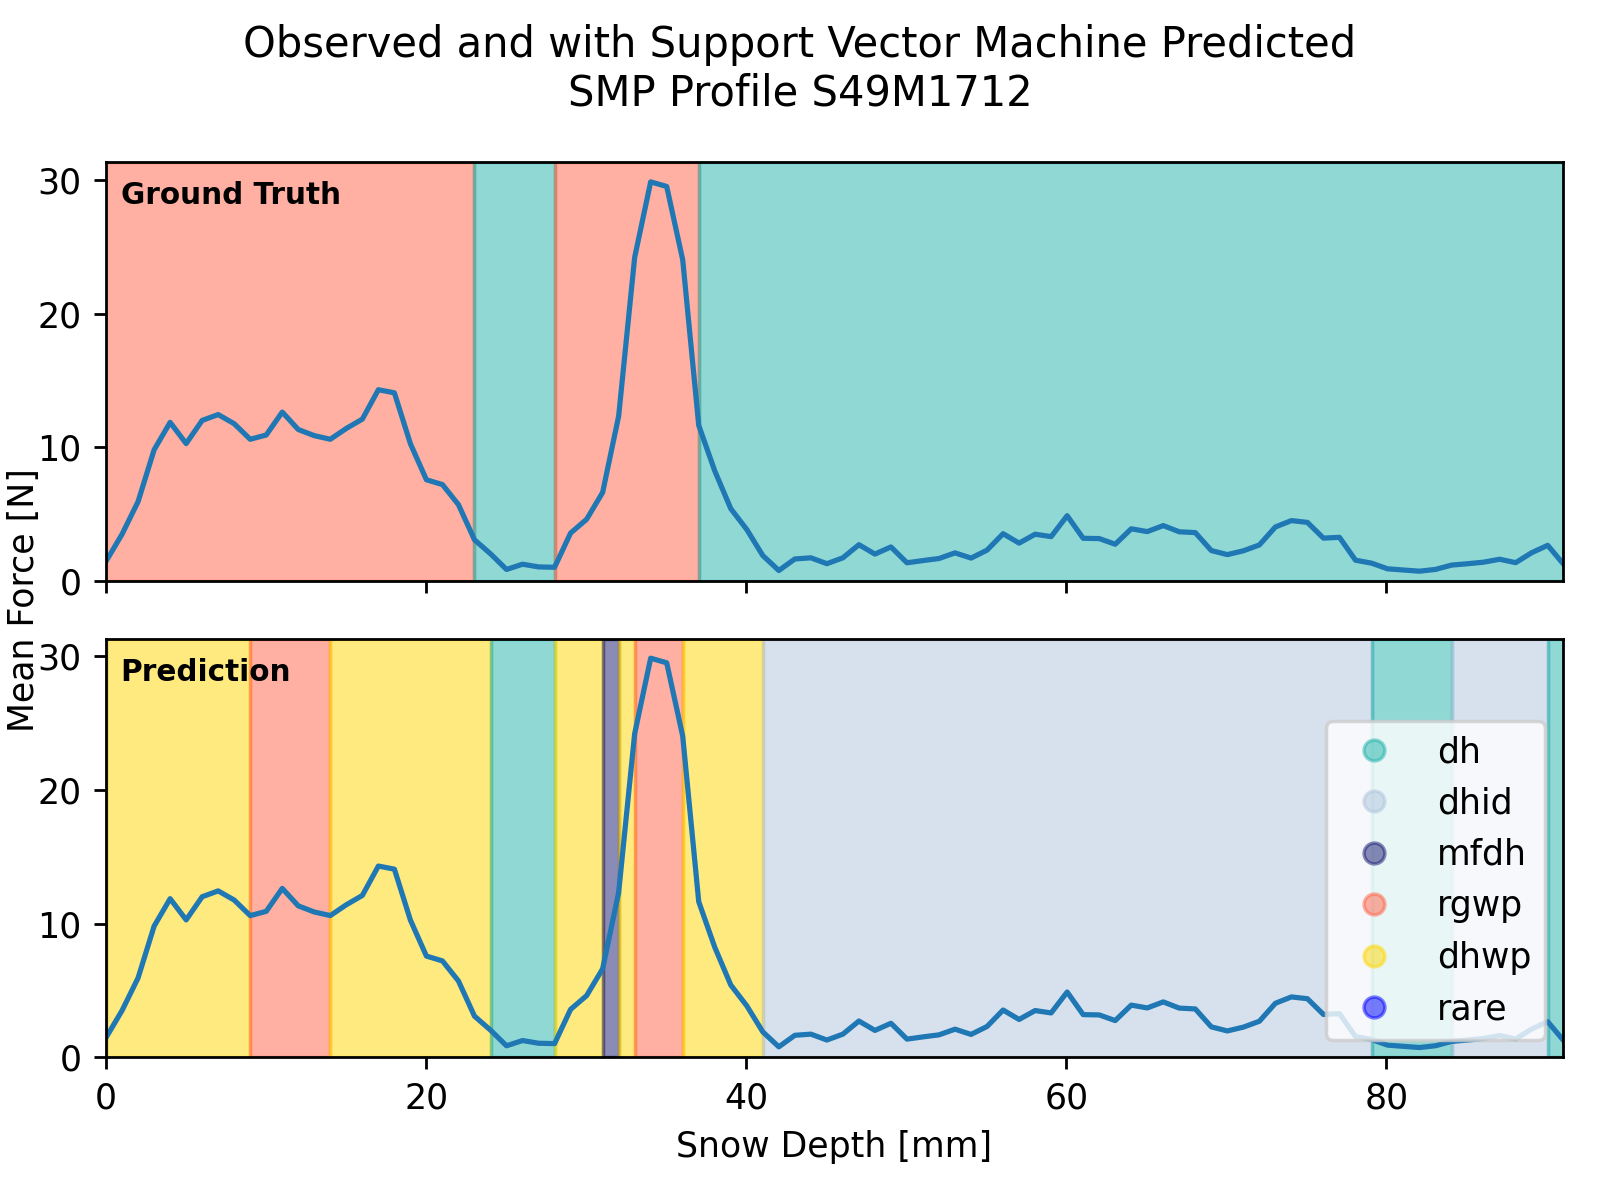 Observed and with Support Vector Machine Predicted
SMP Profile S49M1712
Ground Truth
30
20
10
0
Mean Force [N]
Prediction
30
20
10
0
dh
dhid
mfdh
rgwp
dhwp
rare
0 20 40 60 80
Snow Depth [mm]